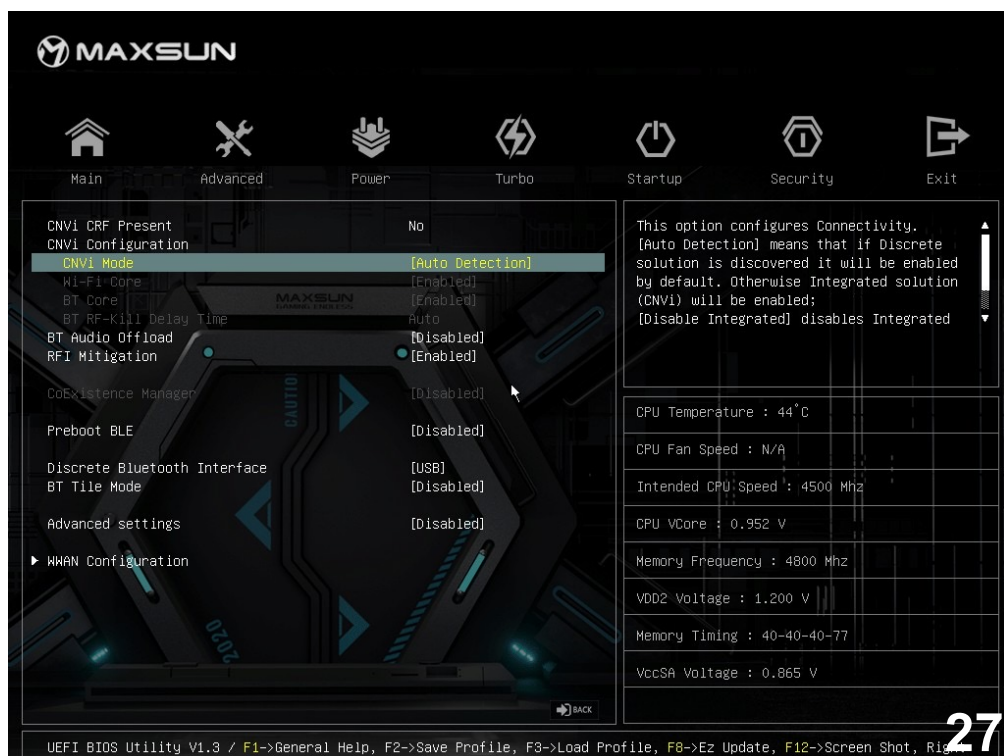 MAXSUN
Main Advanced Power Turbo Startup Security Exit
CNVi CRF Present No
CNVi Configuration
CNVi Mode [Auto Detection]
Wi-Fi Core [Enabled]
BT Core [Enabled]
BT RF-Kill Delay Time Auto
BT Audio Offload [Disabled]
RFI Mitigation [Enabled]
CoExistence Manager [Disabled]
Preboot BLE [Disabled]
Discrete Bluetooth Interface [USB]
BT Tile Mode [Disabled]
Advanced settings [Disabled]
WWAN Configuration
MAXSUN
GAMING ENDLESS
CAUTION
2020
BACK
This option configures Connectivity.
[Auto Detection] means that if Discrete
solution is discovered it will be enabled
by default. Otherwise Integrated solution
(CNVi) will be enabled;
[Disable Integrated] disables Integrated
CPU Temperature : 44°C
CPU Fan Speed : N/A
Intended CPU Speed : 4500 Mhz
CPU VCore : 0.952 V
Memory Frequency : 4800 Mhz
VDD2 Voltage : 1.200 V
Memory Timing : 40-40-40-77
VccSA Voltage : 0.865 V
UEFI BIOS Utility V1.3 / F1->General Help, F2->Save Profile, F3->Load Profile, F8->Ez Update, F12->Screen Shot,
27